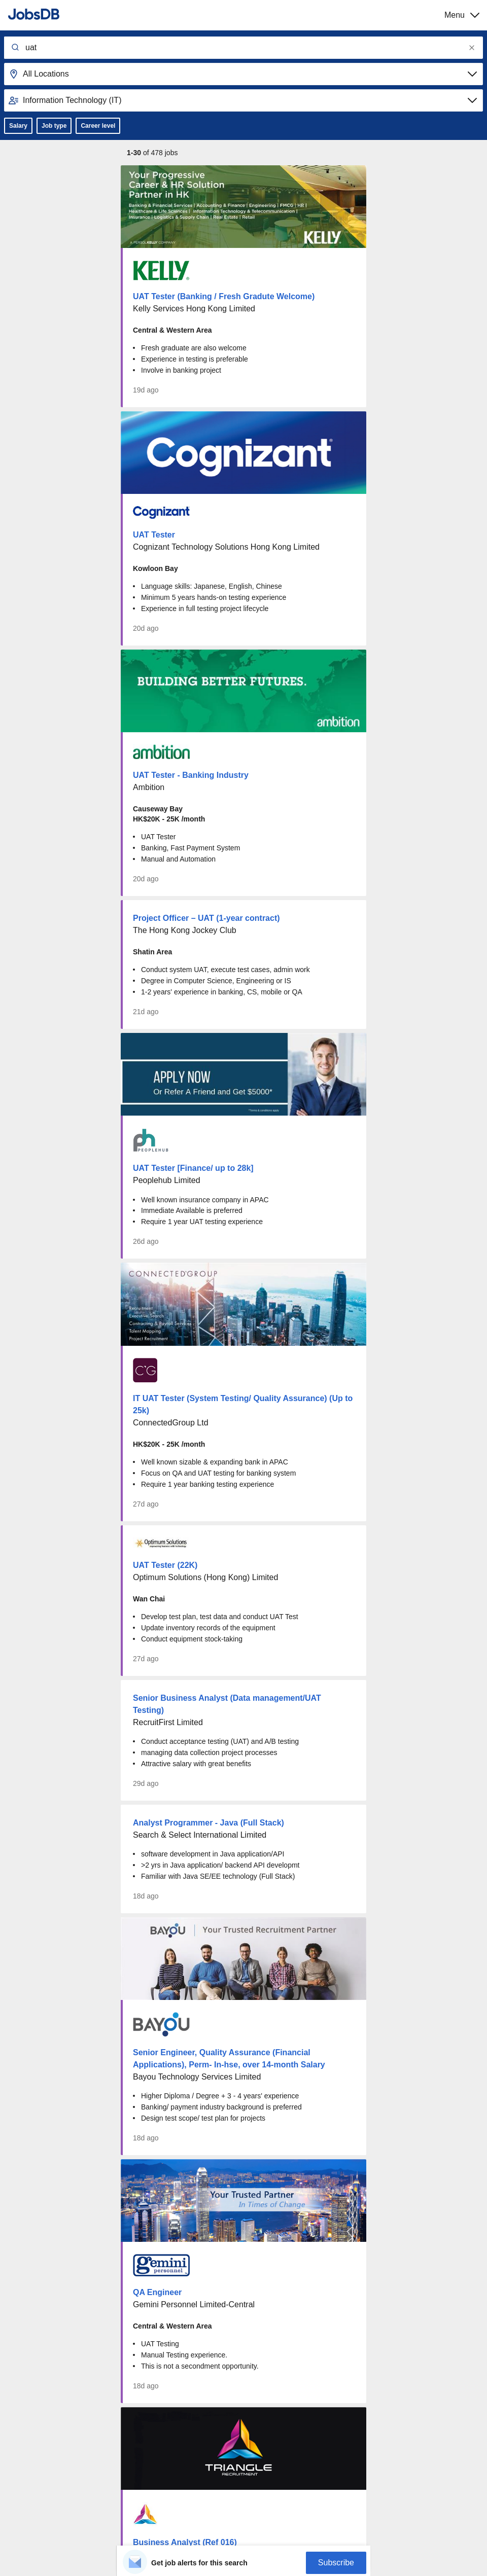 JobsDB
Menu
uat
All Locations
Information Technology (IT)
Salary
Job type
Career level
1-30 of 478 jobs
Your Progressive
Career & HR Solution
Partner in HK
Banking & Financial Services | Accounting & Finance | Engineering | FMCG | HR |
Healthcare & Life Sciences | Information Technology & Telecommunication |
Insurance | Logistics & Supply Chain | Real Estate | Retail
KELLY
KELLY
UAT Tester (Banking / Fresh Gradute Welcome)
Kelly Services Hong Kong Limited
Central & Western Area
• Fresh graduate are also welcome
• Experience in testing is preferable
• Involve in banking project
19d ago
Cognizant
Cognizant
UAT Tester
Cognizant Technology Solutions Hong Kong Limited
Kowloon Bay
• Language skills: Japanese, English, Chinese
• Minimum 5 years hands-on testing experience
• Experience in full testing project lifecycle
20d ago
BUILDING BETTER FUTURES.
ambition
ambition
UAT Tester - Banking Industry
Ambition
Causeway Bay
HK$20K - 25K /month
• UAT Tester
• Banking, Fast Payment System
• Manual and Automation
20d ago
Project Officer – UAT (1-year contract)
The Hong Kong Jockey Club
Shatin Area
• Conduct system UAT, execute test cases, admin work
• Degree in Computer Science, Engineering or IS
• 1-2 years' experience in banking, CS, mobile or QA
21d ago
APPLY NOW
Or Refer A Friend and Get $5000*
ph
PEOPLEHUB
UAT Tester [Finance/ up to 28k]
Peoplehub Limited
• Well known insurance company in APAC
• Immediate Available is preferred
• Require 1 year UAT testing experience
26d ago
CONNECTED'GROUP
Executive Search
Contracting & Payroll Services
Talent Mapping
Project Recruitment
C'G
IT UAT Tester (System Testing/ Quality Assurance) (Up to
25k)
ConnectedGroup Ltd
HK$20K - 25K /month
• Well known sizable & expanding bank in APAC
• Focus on QA and UAT testing for banking system
• Require 1 year banking testing experience
27d ago
Optimum Solutions
UAT Tester (22K)
Optimum Solutions (Hong Kong) Limited
Wan Chai
• Develop test plan, test data and conduct UAT Test
• Update inventory records of the equipment
• Conduct equipment stock-taking
27d ago
Senior Business Analyst (Data management/UAT
Testing)
RecruitFirst Limited
• Conduct acceptance testing (UAT) and A/B testing
• managing data collection project processes
• Attractive salary with great benefits
29d ago
Analyst Programmer - Java (Full Stack)
Search & Select International Limited
• software development in Java application/API
• >2 yrs in Java application/ backend API developmt
• Familiar with Java SE/EE technology (Full Stack)
18d ago
BAYOU | Your Trusted Recruitment Partner
BAYOU
Senior Engineer, Quality Assurance (Financial
Applications), Perm- In-hse, over 14-month Salary
Bayou Technology Services Limited
• Higher Diploma / Degree + 3 - 4 years' experience
• Banking/ payment industry background is preferred
• Design test scope/ test plan for projects
18d ago
Your Trusted Partner
In Times of Change
gemini
personnel
QA Engineer
Gemini Personnel Limited-Central
Central & Western Area
• UAT Testing
• Manual Testing experience.
• This is not a secondment opportunity.
18d ago
TRIANGLE
RECRUITMENT
Business Analyst (Ref 016)
Get job alerts for this search
Subscribe